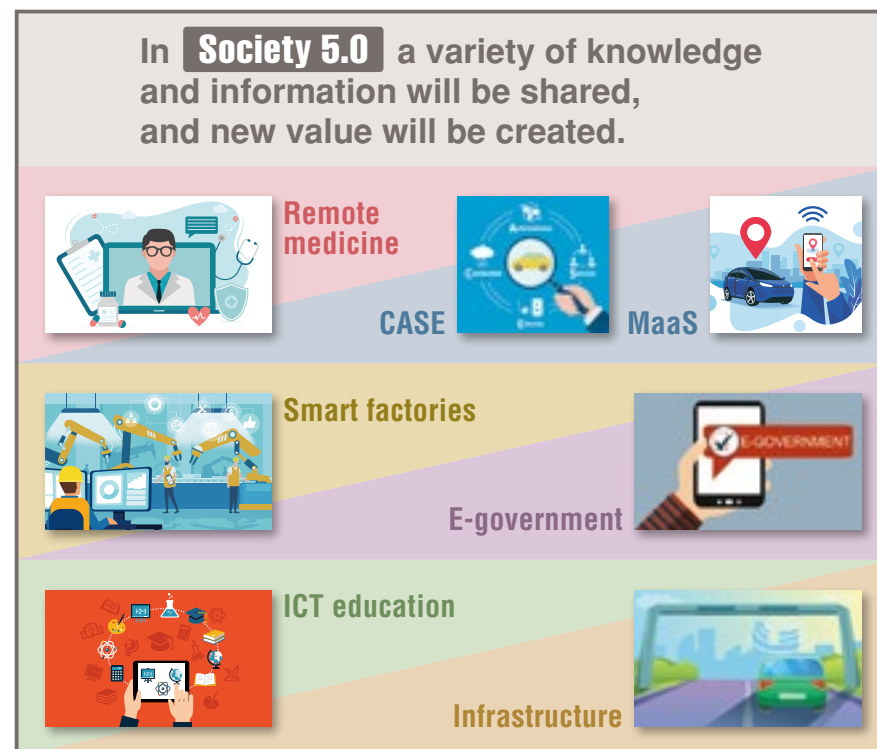 In Society 5.0 a variety of knowledge
and information will be shared,
and new value will be created.
Remote
medicine
CASE
MaaS
Smart factories
E-GOVERNMENT
E-government
ICT education
Infrastructure